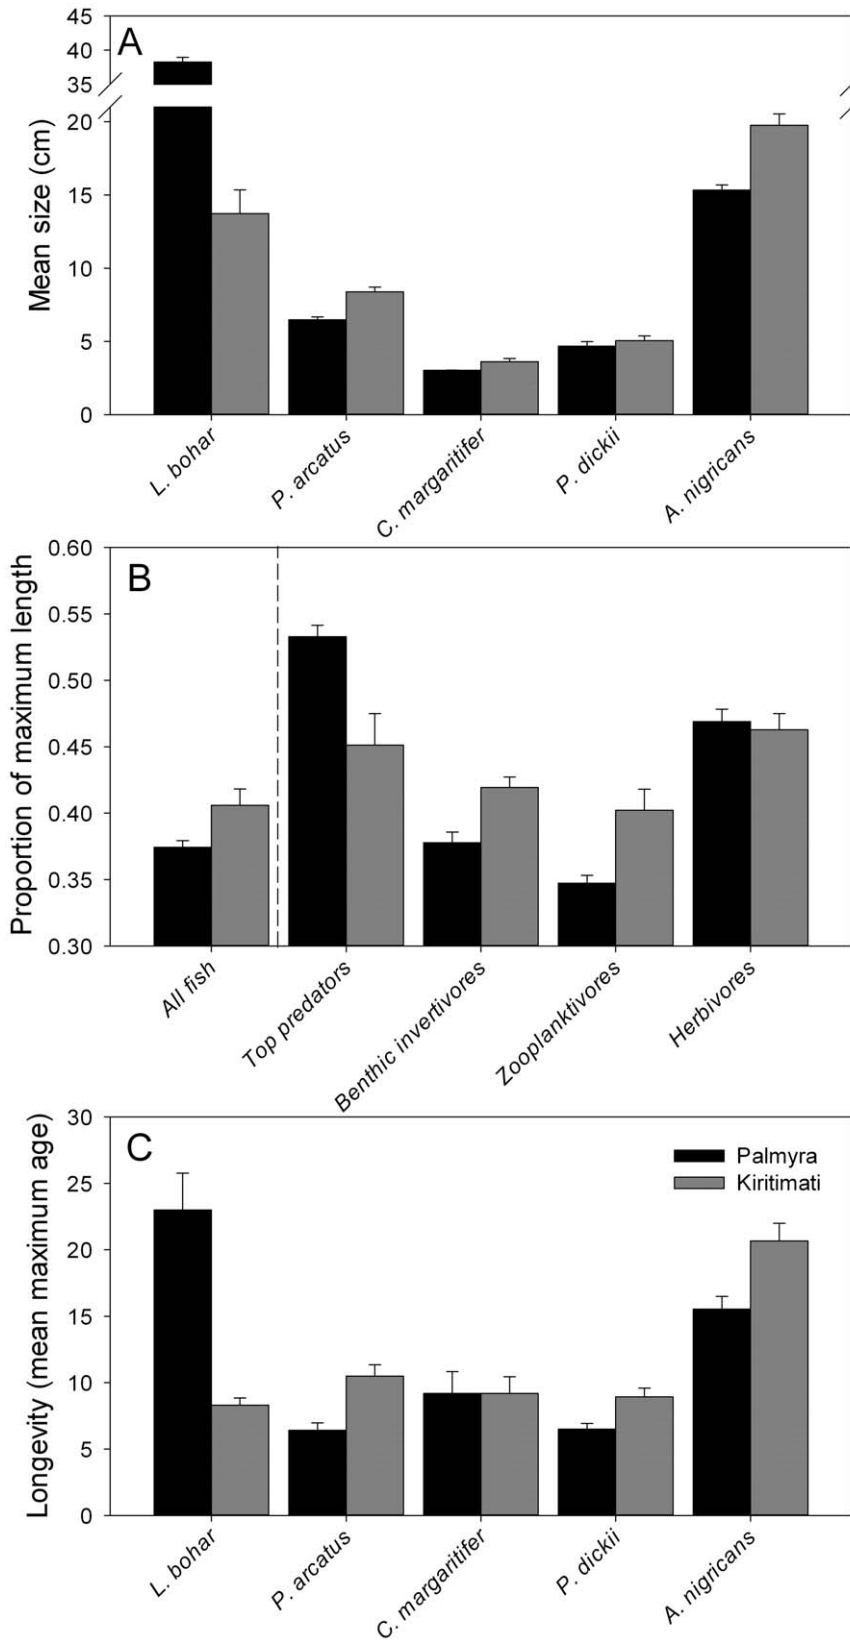 A
Mean size (cm)
45
40
35
20
15
10
5
0
L. bohar
P. arcatus
C. margaritifer
P. dickii
A. nigricans
B
Proportion of maximum length
0.60
0.55
0.50
0.45
0.40
0.35
0.30
All fish
Top predators
Benthic invertivores
Zooplanktivores
Herbivores
C
Longevity (mean maximum age)
30
25
20
15
10
5
0
Palmyra
Kiritimati
L. bohar
P. arcatus
C. margaritifer
P. dickii
A. nigricans